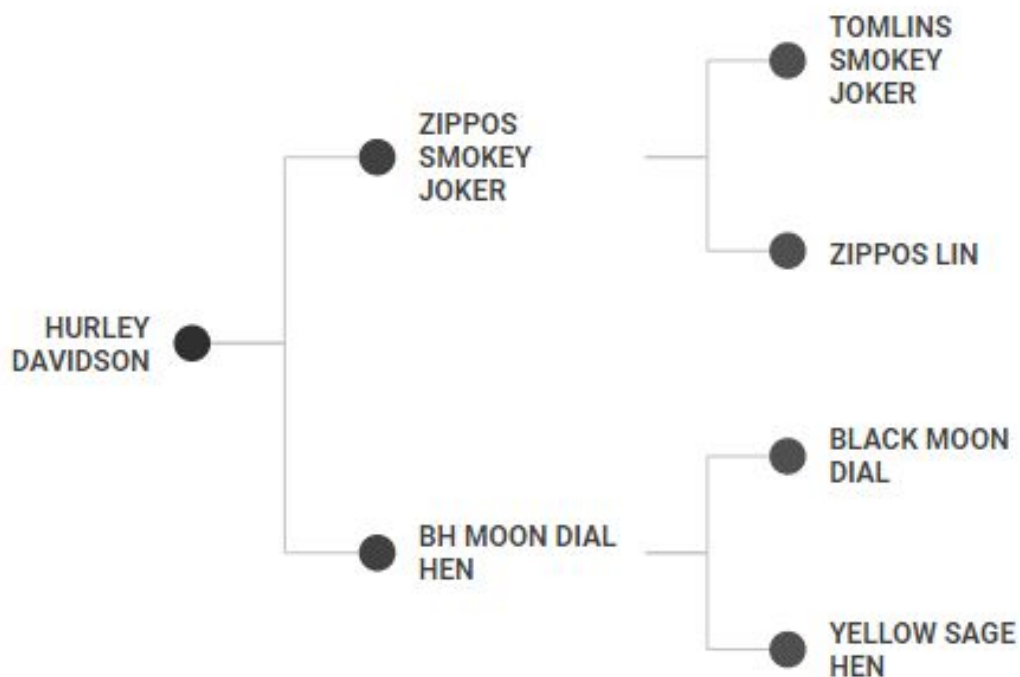 TOMLINS
SMOKEY
JOKER
ZIPPOS
SMOKEY
JOKER
ZIPPOS LIN
HURLEY
DAVIDSON
BLACK MOON
DIAL
BH MOON DIAL
HEN
YELLOW SAGE
HEN